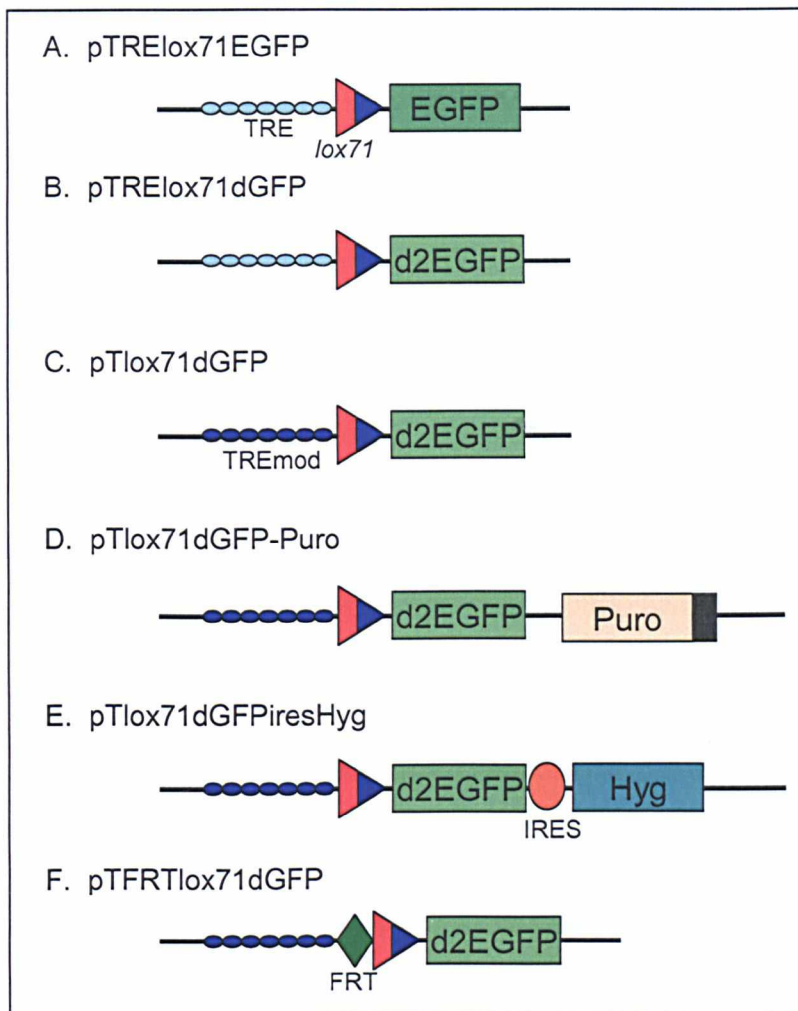 A. pTRElox71EGFP
EGFP
TRE
lox71
B. pTRElox71dGFP
d2EGFP
C. pTlox71dGFP
d2EGFP
TREmod
D. pTlox71dGFP-Puro
d2EGFP Puro
E. pTlox71dGFPiresHyg
d2EGFP Hyg
IRES
F. pTFRTlox71dGFP
d2EGFP
FRT